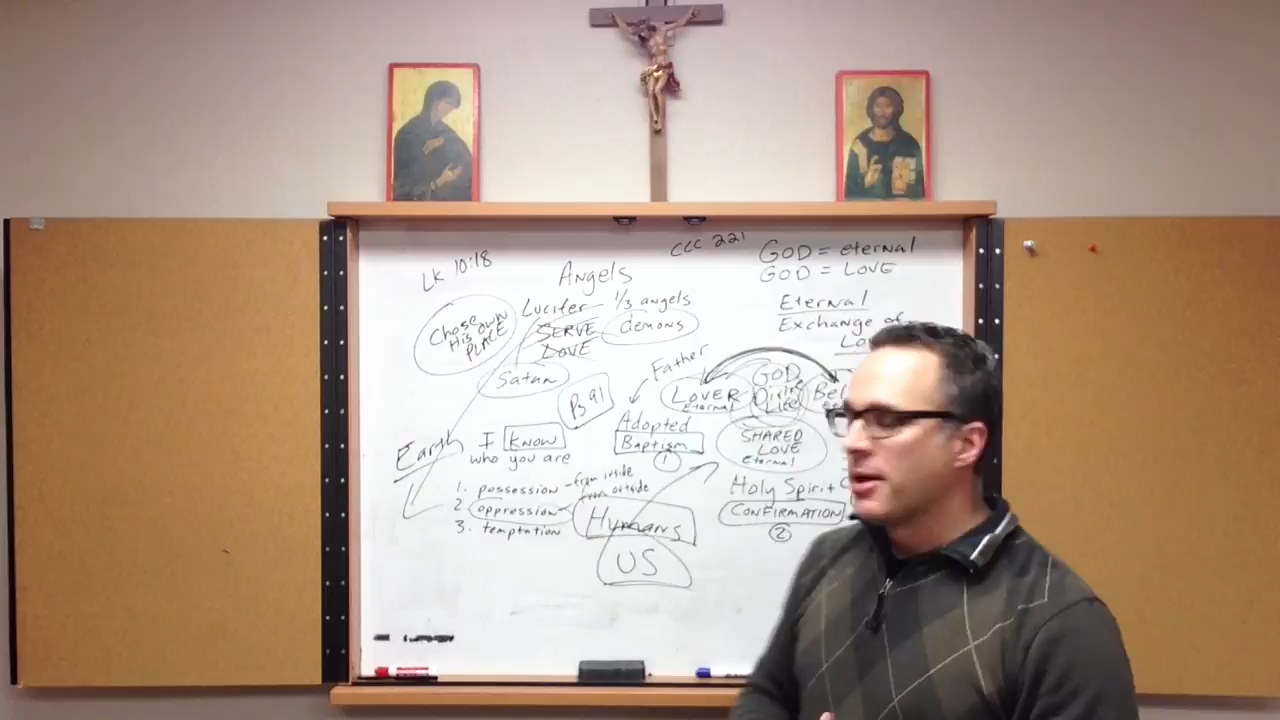 LK 10:18
CCC 221
GOD = eternal
GOD = LOVE
Angels
Lucifer 1/3 angels
SERVE demons
LOVE
Chose
His OWN
PLACE
Satan
Eternal
Exchange of
Ps 91
Father
LOVER
Eternal
GOD
Divine
Life
Adopted
Baptism
1
SHARED
LOVE
Eternal
Earth
I KNOW
who you are
1. possession - from inside
from outside
2. oppression
3. temptation
Humans
US
Holy Spirit
CONFIRMATION
2